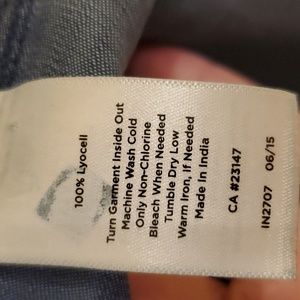 100% Lyocell
Turn Garment Inside Out
Machine Wash Cold
Only Non-Chlorine
Bleach When Needed
Tumble Dry Low
Warm Iron, If Needed
Made In India
CA #23147
IN2707 06/15